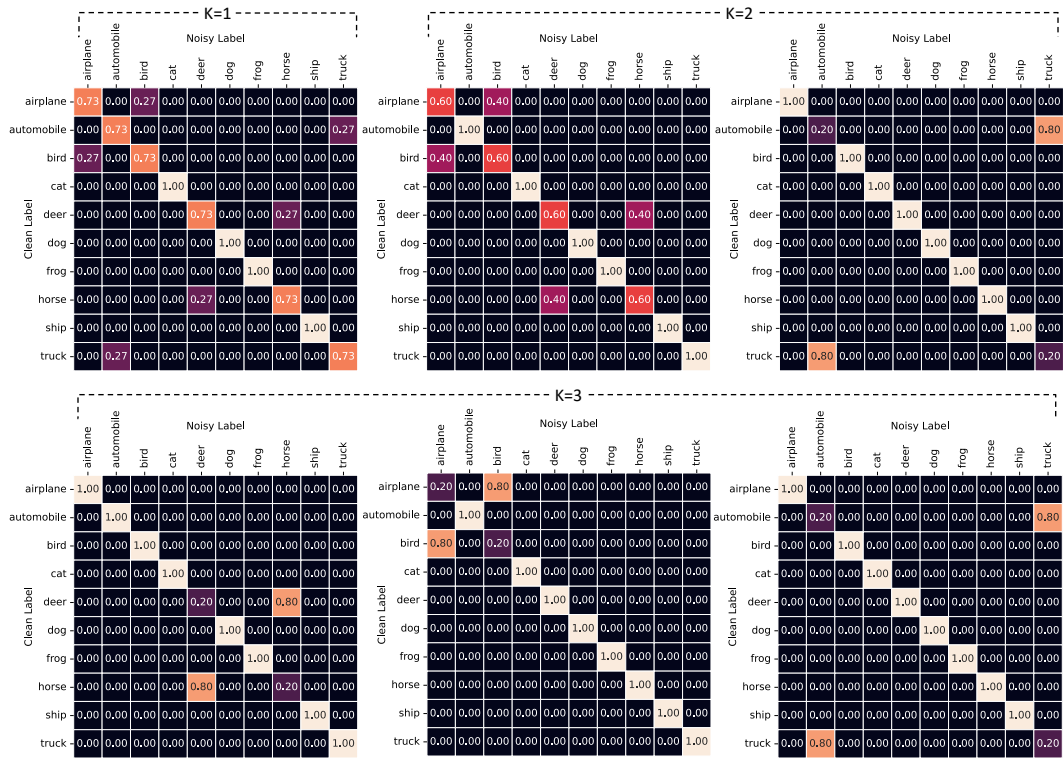 K=1
Noisy Label
airplane automobile bird cat deer dog frog horse ship truck
Clean Label
airplane 0.73 0.00 0.27 0.00 0.00 0.00 0.00 0.00 0.00 0.00
automobile 0.00 0.73 0.00 0.00 0.00 0.00 0.00 0.00 0.00 0.27
bird 0.27 0.00 0.73 0.00 0.00 0.00 0.00 0.00 0.00 0.00
cat 0.00 0.00 0.00 1.00 0.00 0.00 0.00 0.00 0.00 0.00
deer 0.00 0.00 0.00 0.00 0.73 0.00 0.00 0.27 0.00 0.00
dog 0.00 0.00 0.00 0.00 0.00 1.00 0.00 0.00 0.00 0.00
frog 0.00 0.00 0.00 0.00 0.00 0.00 1.00 0.00 0.00 0.00
horse 0.00 0.00 0.00 0.00 0.27 0.00 0.00 0.73 0.00 0.00
ship 0.00 0.00 0.00 0.00 0.00 0.00 0.00 0.00 1.00 0.00
truck 0.00 0.27 0.00 0.00 0.00 0.00 0.00 0.00 0.00 0.73
K=2
Noisy Label
airplane automobile bird cat deer dog frog horse ship truck
airplane 0.60 0.00 0.40 0.00 0.00 0.00 0.00 0.00 0.00 0.00
automobile 0.00 1.00 0.00 0.00 0.00 0.00 0.00 0.00 0.00 0.00
bird 0.40 0.00 0.60 0.00 0.00 0.00 0.00 0.00 0.00 0.00
cat 0.00 0.00 0.00 1.00 0.00 0.00 0.00 0.00 0.00 0.00
deer 0.00 0.00 0.00 0.00 0.60 0.00 0.00 0.40 0.00 0.00
dog 0.00 0.00 0.00 0.00 0.00 1.00 0.00 0.00 0.00 0.00
frog 0.00 0.00 0.00 0.00 0.00 0.00 1.00 0.00 0.00 0.00
horse 0.00 0.00 0.00 0.00 0.40 0.00 0.00 0.60 0.00 0.00
ship 0.00 0.00 0.00 0.00 0.00 0.00 0.00 0.00 1.00 0.00
truck 0.00 0.00 0.00 0.00 0.00 0.00 0.00 0.00 0.00 1.00
Clean Label
Noisy Label
airplane automobile bird cat deer dog frog horse ship truck
airplane 1.00 0.00 0.00 0.00 0.00 0.00 0.00 0.00 0.00 0.00
automobile 0.00 0.20 0.00 0.00 0.00 0.00 0.00 0.00 0.00 0.80
bird 0.00 0.00 1.00 0.00 0.00 0.00 0.00 0.00 0.00 0.00
cat 0.00 0.00 0.00 1.00 0.00 0.00 0.00 0.00 0.00 0.00
deer 0.00 0.00 0.00 0.00 1.00 0.00 0.00 0.00 0.00 0.00
dog 0.00 0.00 0.00 0.00 0.00 1.00 0.00 0.00 0.00 0.00
frog 0.00 0.00 0.00 0.00 0.00 0.00 1.00 0.00 0.00 0.00
horse 0.00 0.00 0.00 0.00 0.00 0.00 0.00 1.00 0.00 0.00
ship 0.00 0.00 0.00 0.00 0.00 0.00 0.00 0.00 1.00 0.00
truck 0.00 0.80 0.00 0.00 0.00 0.00 0.00 0.00 0.00 0.20
Clean Label
K=3
Noisy Label
airplane automobile bird cat deer dog frog horse ship truck
airplane 1.00 0.00 0.00 0.00 0.00 0.00 0.00 0.00 0.00 0.00
automobile 0.00 1.00 0.00 0.00 0.00 0.00 0.00 0.00 0.00 0.00
bird 0.00 0.00 1.00 0.00 0.00 0.00 0.00 0.00 0.00 0.00
cat 0.00 0.00 0.00 1.00 0.00 0.00 0.00 0.00 0.00 0.00
deer 0.00 0.00 0.00 0.00 0.20 0.00 0.00 0.80 0.00 0.00
dog 0.00 0.00 0.00 0.00 0.00 1.00 0.00 0.00 0.00 0.00
frog 0.00 0.00 0.00 0.00 0.00 0.00 1.00 0.00 0.00 0.00
horse 0.00 0.00 0.00 0.00 0.80 0.00 0.00 0.20 0.00 0.00
ship 0.00 0.00 0.00 0.00 0.00 0.00 0.00 0.00 1.00 0.00
truck 0.00 0.00 0.00 0.00 0.00 0.00 0.00 0.00 0.00 1.00
Clean Label
Noisy Label
airplane automobile bird cat deer dog frog horse ship truck
airplane 0.20 0.00 0.80 0.00 0.00 0.00 0.00 0.00 0.00 0.00
automobile 0.00 1.00 0.00 0.00 0.00 0.00 0.00 0.00 0.00 0.00
bird 0.80 0.00 0.20 0.00 0.00 0.00 0.00 0.00 0.00 0.00
cat 0.00 0.00 0.00 1.00 0.00 0.00 0.00 0.00 0.00 0.00
deer 0.00 0.00 0.00 0.00 1.00 0.00 0.00 0.00 0.00 0.00
dog 0.00 0.00 0.00 0.00 0.00 1.00 0.00 0.00 0.00 0.00
frog 0.00 0.00 0.00 0.00 0.00 0.00 1.00 0.00 0.00 0.00
horse 0.00 0.00 0.00 0.00 0.00 0.00 0.00 1.00 0.00 0.00
ship 0.00 0.00 0.00 0.00 0.00 0.00 0.00 0.00 1.00 0.00
truck 0.00 0.00 0.00 0.00 0.00 0.00 0.00 0.00 0.00 1.00
Clean Label
Noisy Label
airplane automobile bird cat deer dog frog horse ship truck
airplane 1.00 0.00 0.00 0.00 0.00 0.00 0.00 0.00 0.00 0.00
automobile 0.00 0.20 0.00 0.00 0.00 0.00 0.00 0.00 0.00 0.80
bird 0.00 0.00 1.00 0.00 0.00 0.00 0.00 0.00 0.00 0.00
cat 0.00 0.00 0.00 1.00 0.00 0.00 0.00 0.00 0.00 0.00
deer 0.00 0.00 0.00 0.00 1.00 0.00 0.00 0.00 0.00 0.00
dog 0.00 0.00 0.00 0.00 0.00 1.00 0.00 0.00 0.00 0.00
frog 0.00 0.00 0.00 0.00 0.00 0.00 1.00 0.00 0.00 0.00
horse 0.00 0.00 0.00 0.00 0.00 0.00 0.00 1.00 0.00 0.00
ship 0.00 0.00 0.00 0.00 0.00 0.00 0.00 0.00 1.00 0.00
truck 0.00 0.80 0.00 0.00 0.00 0.00 0.00 0.00 0.00 0.20
Clean Label